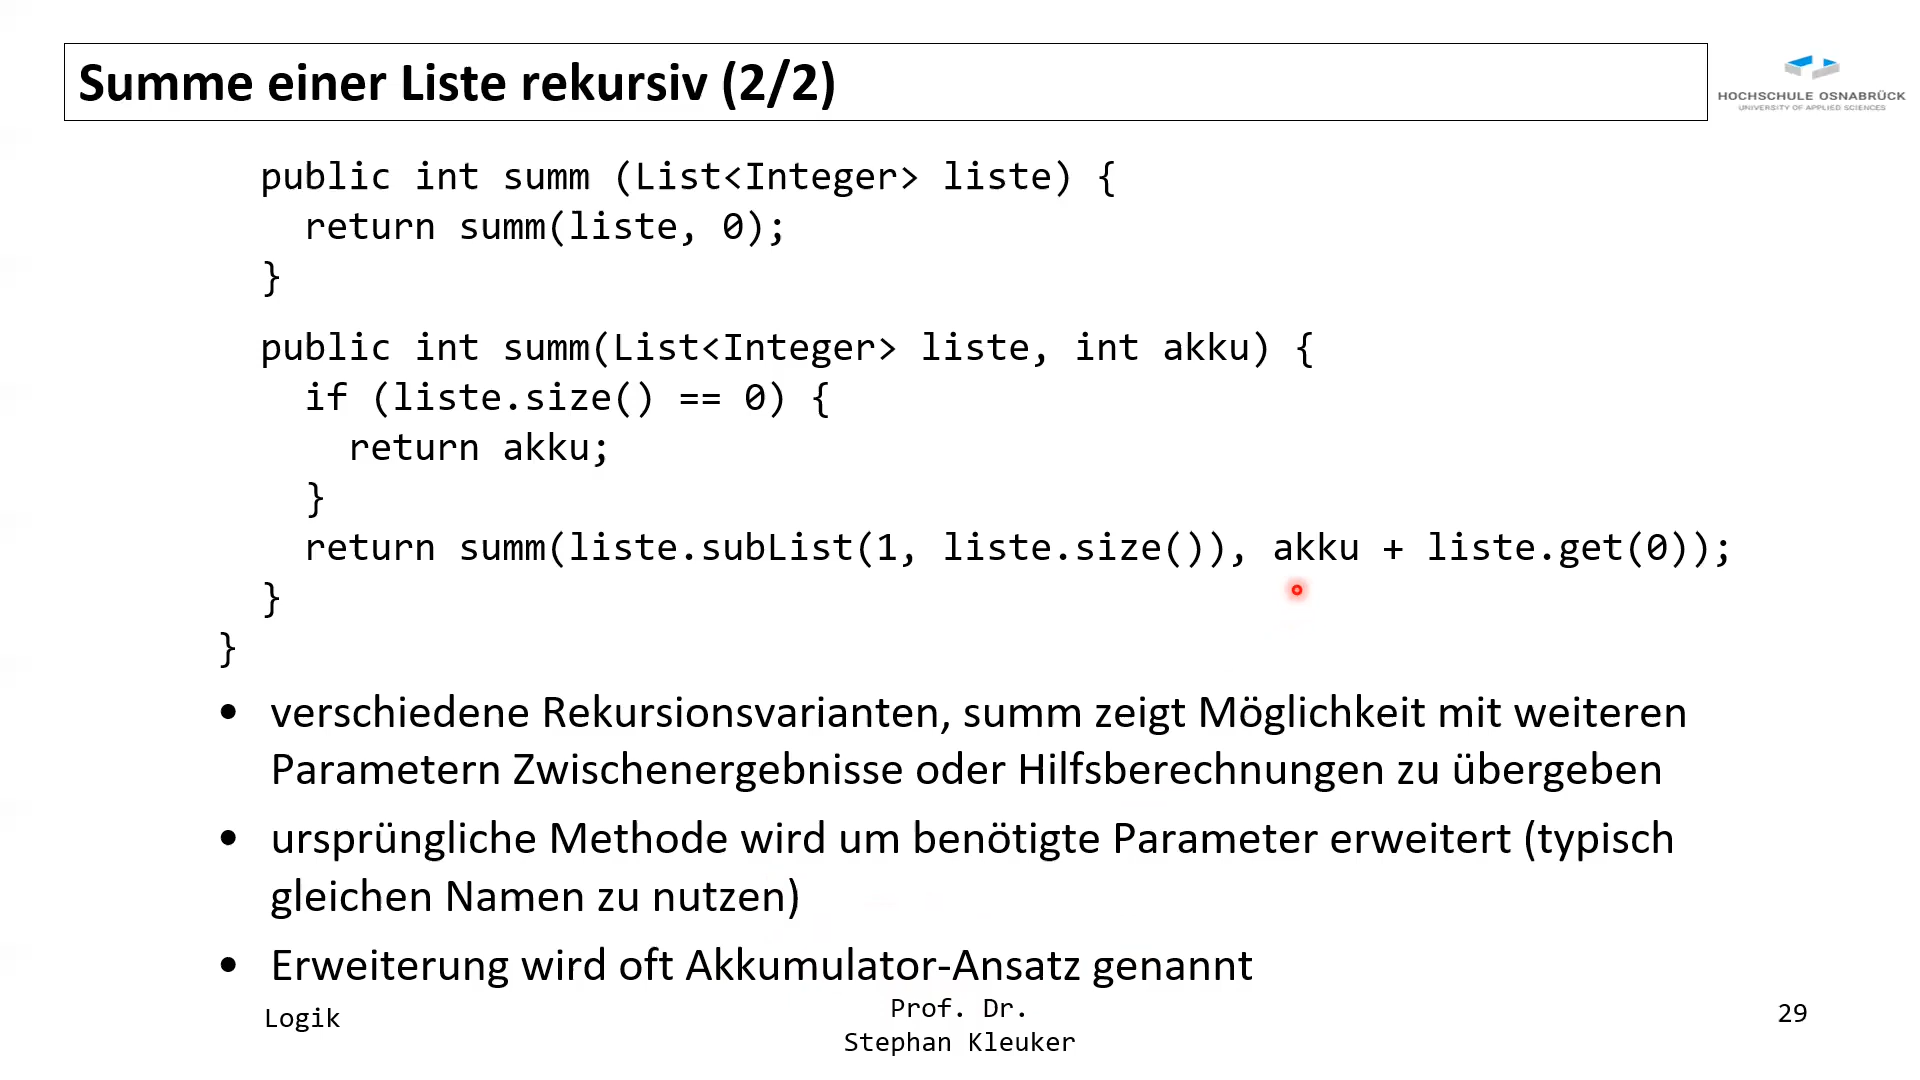 Summe einer Liste rekursiv (2/2)
HOCHSCHULE OSNABRÜCK
UNIVERSITY OF APPLIED SCIENCES
public int summ (List<Integer> liste) {
return summ(liste, 0);
}
public int summ(List<Integer> liste, int akku) {
if (liste.size() == 0) {
return akku;
}
return summ(liste.subList(1, liste.size()), akku + liste.get(0));
}
}
• verschiedene Rekursionsvarianten, summ zeigt Möglichkeit mit weiteren
Parametern Zwischenergebnisse oder Hilfsberechnungen zu übergeben
• ursprüngliche Methode wird um benötigte Parameter erweitert (typisch
gleichen Namen zu nutzen)
• Erweiterung wird oft Akkumulator-Ansatz genannt
Logik
Prof. Dr.
Stephan Kleuker
29